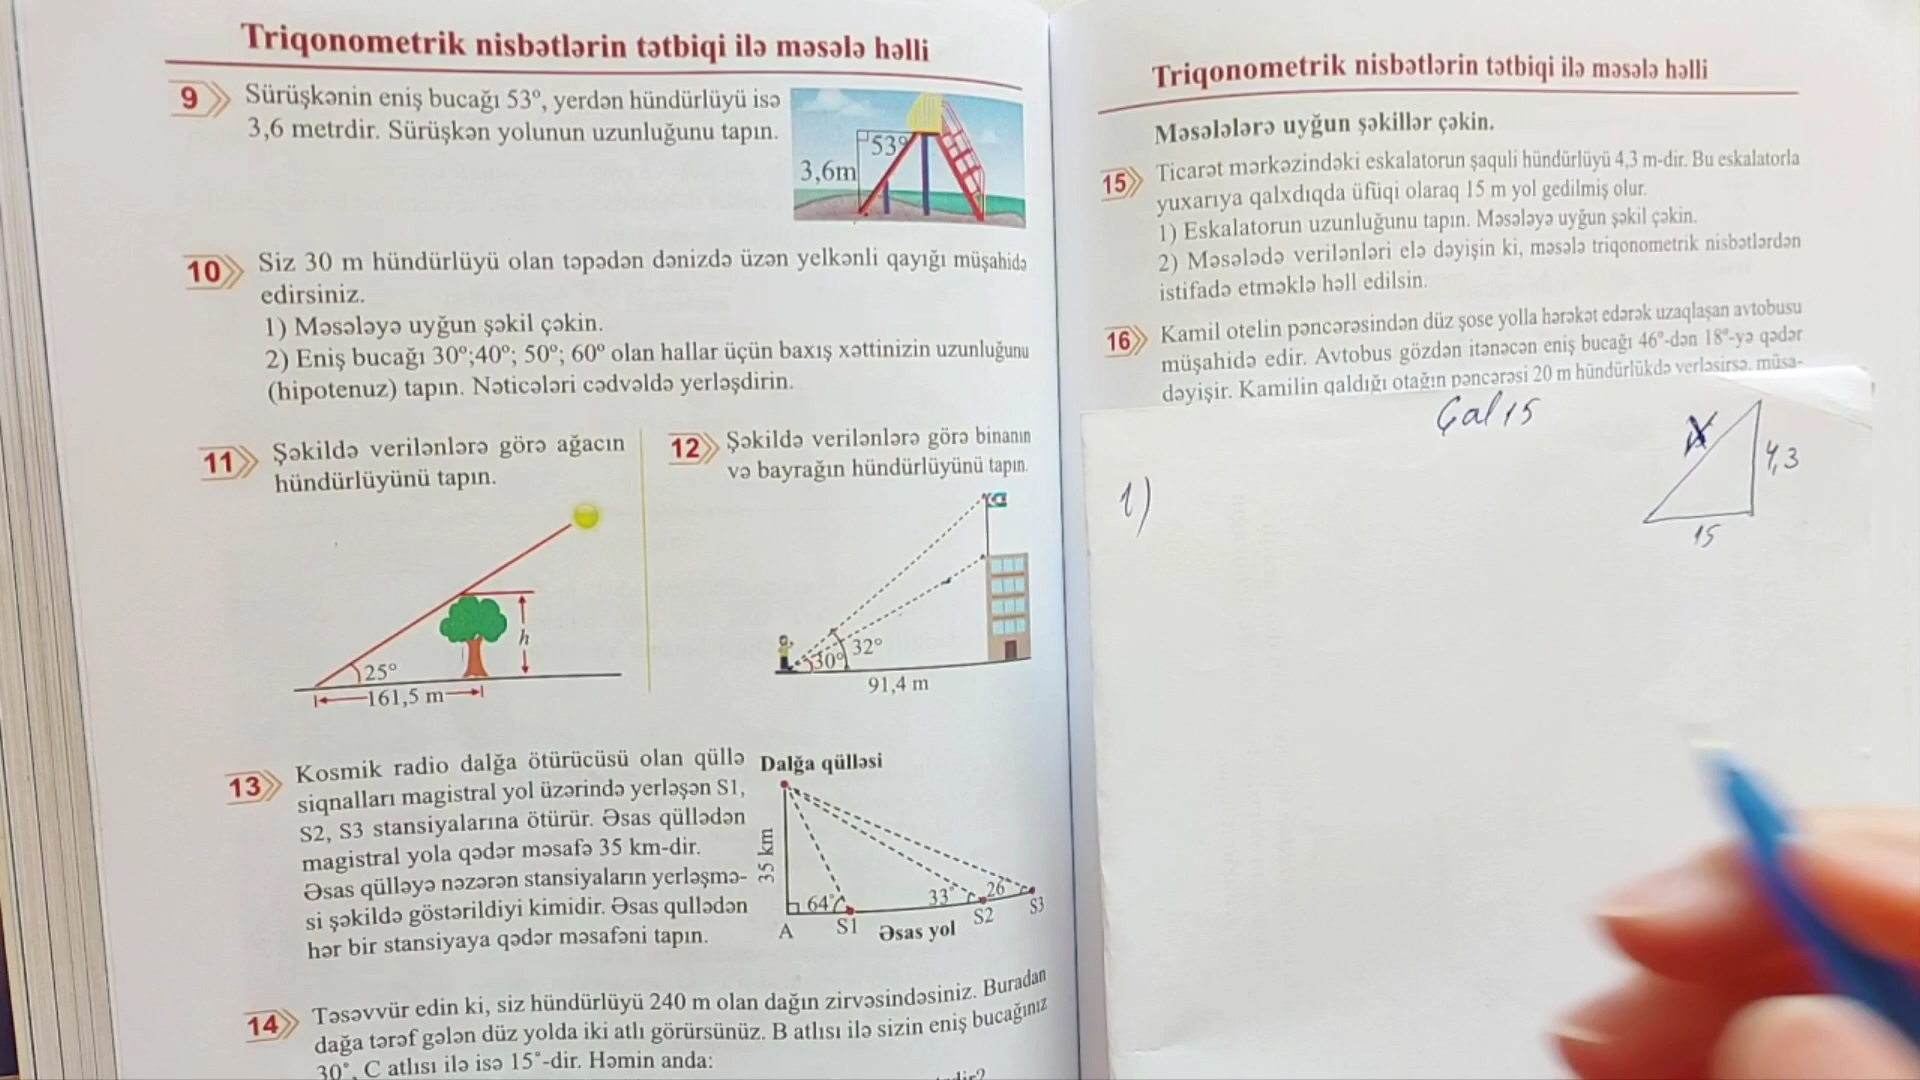 Triqonometrik nisbətlərin tətbiqi ilə məsələ həlli
9 Sürüşkənin eniş bucağı 53º, yerdən hündürlüyü isə
3,6 metrdir. Sürüşkən yolunun uzunluğunu tapın.
53º
3,6m
10 Siz 30 m hündürlüyü olan təpədən dənizdə üzən yelkənli qayığı müşahidə
edirsiniz.
1) Məsələyə uyğun şəkil çəkin.
2) Eniş bucağı 30º;40º; 50º; 60º olan hallar üçün baxış xəttinizin uzunluğunu
(hipotenuz) tapın. Nəticələri cədvəldə yerləşdirin.
11 Şəkildə verilənlərə görə ağacın
hündürlüyünü tapın.
h
25º
161,5 m
12 Şəkildə verilənlərə görə binanın
və bayrağın hündürlüyünü tapın.
30º 32º
91,4 m
13 Kosmik radio dalğa ötürücüsü olan qüllə
siqnalları magistral yol üzərində yerləşən S1,
S2, S3 stansiyalarına ötürür. Əsas qüllədən
magistral yola qədər məsafə 35 km-dir.
Əsas qülləyə nəzərən stansiyaların yerləşmə-
si şəkildə göstərildiyi kimidir. Əsas qullədən
hər bir stansiyaya qədər məsafəni tapın.
Dalğa qülləsi
35 km
64° 33° 26°
A S1 Əsas yol S2 S3
14 Təsəvvür edin ki, siz hündürlüyü 240 m olan dağın zirvəsindəsiniz. Buradan
dağa tərəf gələn düz yolda iki atlı görürsünüz. B atlısı ilə sizin eniş bucağınız
30°, C atlısı ilə isə 15°-dir. Həmin anda:
Triqonometrik nisbətlərin tətbiqi ilə məsələ həlli
Məsələlərə uyğun şəkillər çəkin.
15 Ticarət mərkəzindəki eskalatorun şaquli hündürlüyü 4,3 m-dir. Bu eskalatorla
yuxarıya qalxdıqda üfüqi olaraq 15 m yol gedilmiş olur.
1) Eskalatorun uzunluğunu tapın. Məsələyə uyğun şəkil çəkin.
2) Məsələdə verilənləri elə dəyişin ki, məsələ triqonometrik nisbətlərdən
istifadə etməklə həll edilsin.
16 Kamil otelin pəncərəsindən düz şose yolla hərəkət edərək uzaqlaşan avtobusu
müşahidə edir. Avtobus gözdən itənəcən eniş bucağı 46º-dən 18º-yə qədər
dəyişir. Kamilin qaldığı otağın pəncərəsi 20 m hündürlükdə yerləşirsə, müşa-
Çal 15
1)
x
4,3
15